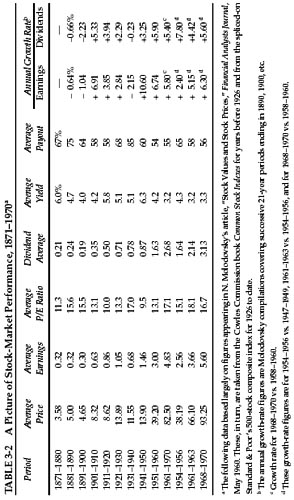 TABLE 3-2 A Picture of Stock-Market Performance, 1871–1970ª
Annual Growth Rateᵇ
Period Average Price Average Earnings Average P/E Ratio Dividend Average Average Yield Average Payout Earnings Dividends
1871–1880 3.58 0.32 11.3 0.21 6.0% 67% — —
1881–1890 5.00 0.32 15.6 0.24 4.7 75 – 0.64% –0.66%
1891–1900 4.65 0.30 15.5 0.19 4.0 64 – 1.04 –2.23
1901–1910 8.32 0.63 13.1 0.35 4.2 58 + 6.91 +5.33
1911–1920 8.62 0.86 10.0 0.50 5.8 58 + 3.85 +3.94
1921–1930 13.89 1.05 13.3 0.71 5.1 68 + 2.84 +2.29
1931–1940 11.55 0.68 17.0 0.78 5.1 85 – 2.15 –0.23
1941–1950 13.90 1.46 9.5 0.87 6.3 60 +10.60 +3.25
1951–1960 39.20 3.00 13.1 1.63 4.2 54 + 6.74 +5.90
1961–1970 82.50 4.83 17.1 2.68 3.2 55 + 5.80ᶜ +5.40ᶜ
1954–1956 38.19 2.56 15.1 1.64 4.3 65 + 2.40ᵈ +7.80ᵈ
1961–1963 66.10 3.66 18.1 2.14 3.2 58 + 5.15ᵈ +4.42ᵈ
1968–1970 93.25 5.60 16.7 3.13 3.3 56 + 6.30ᵈ +5.60ᵈ
ª The following data based largely on figures appearing in N. Molodovsky's article, "Stock Values and Stock Prices," Financial Analysts Journal,
May 1960. These, in turn, are taken from the Cowles Commission book Common Stock Indexes for years before 1926 and from the spliced-on
Standard & Poor's 500-stock composite index for 1926 to date.
ᵇ The annual growth-rate figures are Molodovsky compilations covering successive 21-year periods ending in 1890, 1900, etc.
ᶜ Growth rate for 1968–1970 vs. 1958–1960.
ᵈ These growth-rate figures are for 1954–1956 vs. 1947–1949, 1961–1963 vs. 1954–1956, and for 1968–1970 vs. 1958–1960.